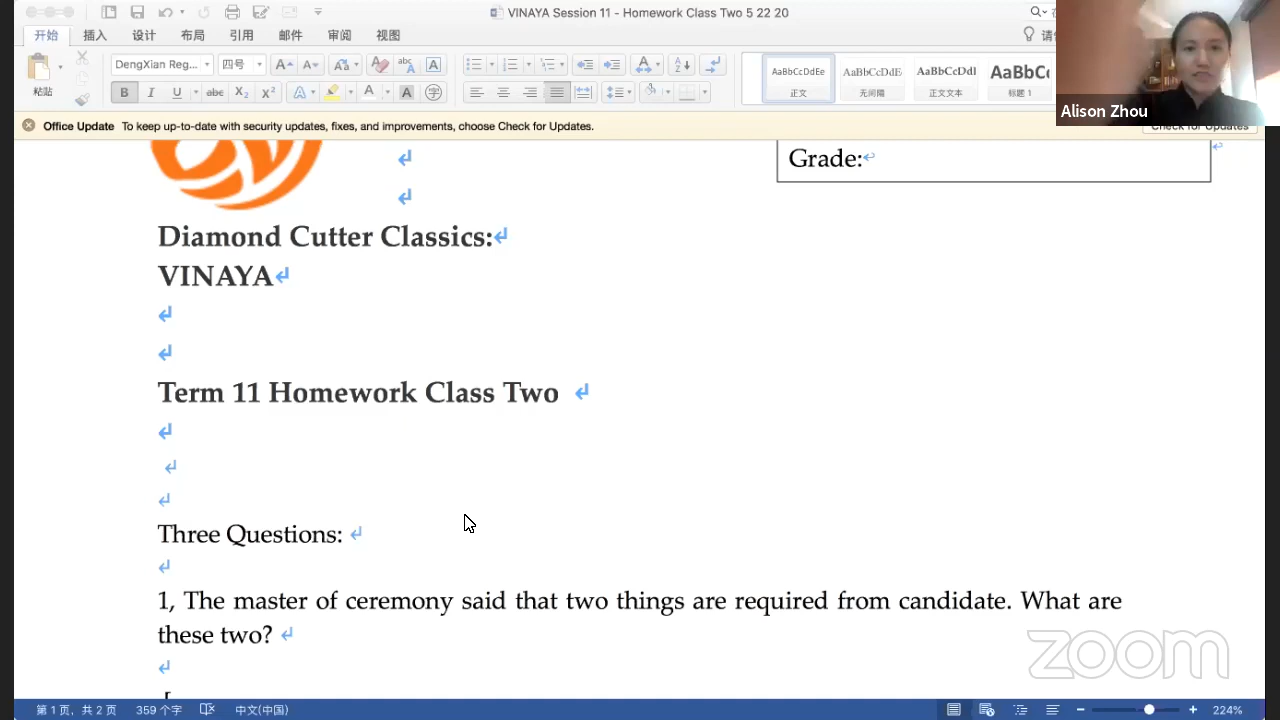 VINAYA Session 11 - Homework Class Two 5 22 20
开始 插入 设计 布局 引用 邮件 审阅 视图
DengXian Reg... 四号
粘贴
AaBbCcDdEe AaBbCcDdE AaBbCcDdI AaBbC
正文 无间隔 正文文本 标题 1
Alison Zhou
Office Update To keep up-to-date with security updates, fixes, and improvements, choose Check for Updates.
Check for Updates
Grade:
Diamond Cutter Classics:
VINAYA
Term 11 Homework Class Two
Three Questions:
1, The master of ceremony said that two things are required from candidate. What are
these two?
zoom
第 1 页，共 2 页 359 个字 中文(中国) 224%